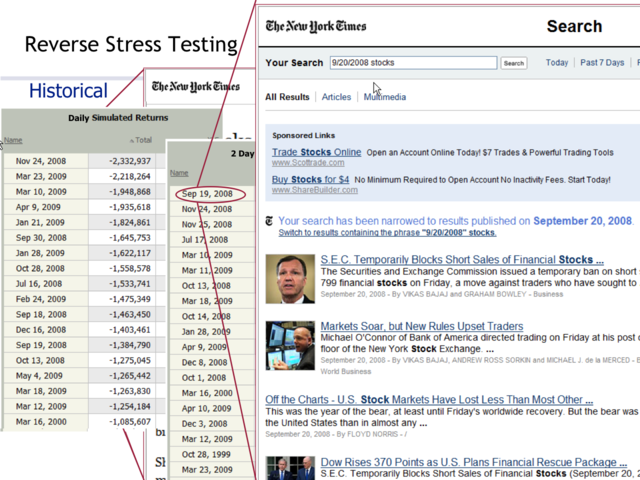 Reverse Stress Testing
Historical
Daily Simulated Returns
Name Total
Nov 24, 2008 -2,332,937
Mar 23, 2009 -2,218,264
Mar 10, 2009 -1,948,868
Apr 9, 2009 -1,935,618
Jan 21, 2009 -1,824,861
Sep 30, 2008 -1,645,753
Jan 28, 2009 -1,622,117
Oct 28, 2008 -1,558,578
Jul 16, 2008 -1,533,741
Feb 24, 2009 -1,475,349
Sep 18, 2008 -1,463,450
Dec 16, 2008 -1,403,461
Sep 19, 2008 -1,384,790
Oct 13, 2008 -1,275,045
May 4, 2009 -1,265,442
Mar 18, 2009 -1,263,830
Mar 12, 2009 -1,254,184
Mar 16, 2000 -1,085,607
The New York Times
2 Day
Name
Sep 19, 2008
Nov 24, 2008
Nov 25, 2008
Jul 17, 2008
Mar 10, 2009
Mar 11, 2009
Oct 13, 2008
Mar 18, 2009
Oct 14, 2008
Jan 28, 2009
Apr 9, 2009
Dec 8, 2008
Oct 1, 2008
Mar 16, 2000
Apr 10, 2009
Dec 3, 2008
Mar 12, 2009
Oct 28, 1999
Mar 23, 2009
The New York Times Search
Your Search 9/20/2008 stocks Search Today Past 7 Days
All Results Articles Multimedia
Sponsored Links
Trade Stocks Online Open an Account Online Today! $7 Trades & Powerful Trading Tools
www.Scottrade.com
Buy Stocks for $4 No Minimum Required to Open Account No Inactivity Fees. Start Today!
www.ShareBuilder.com
Your search has been narrowed to results published on September 20, 2008.
Switch to results containing the phrase "9/20/2008" stocks.
S.E.C. Temporarily Blocks Short Sales of Financial Stocks ...
The Securities and Exchange Commission issued a temporary ban on short
799 financial stocks on Friday, a move against traders who have sought to
September 20, 2008 - By VIKAS BAJAJ and GRAHAM BOWLEY - Business
Markets Soar, but New Rules Upset Traders
Michael O'Connor of Bank of America directed trading on Friday at his post
floor of the New York Stock Exchange. ...
September 20, 2008 - By VIKAS BAJAJ, ANDREW ROSS SORKIN and MICHAEL J. de la MERCED -
World Business
Off the Charts - U.S. Stock Markets Have Lost Less Than Most Other ...
This was the year of the bear, at least until Friday's worldwide recovery. But the bear was
the United States than in almost any ...
September 20, 2008 - By FLOYD NORRIS - /
Dow Rises 370 Points as U.S. Plans Financial Rescue Package ...
S.E.C. Temporarily Blocks Short Sales of Financial Stocks (September 20,